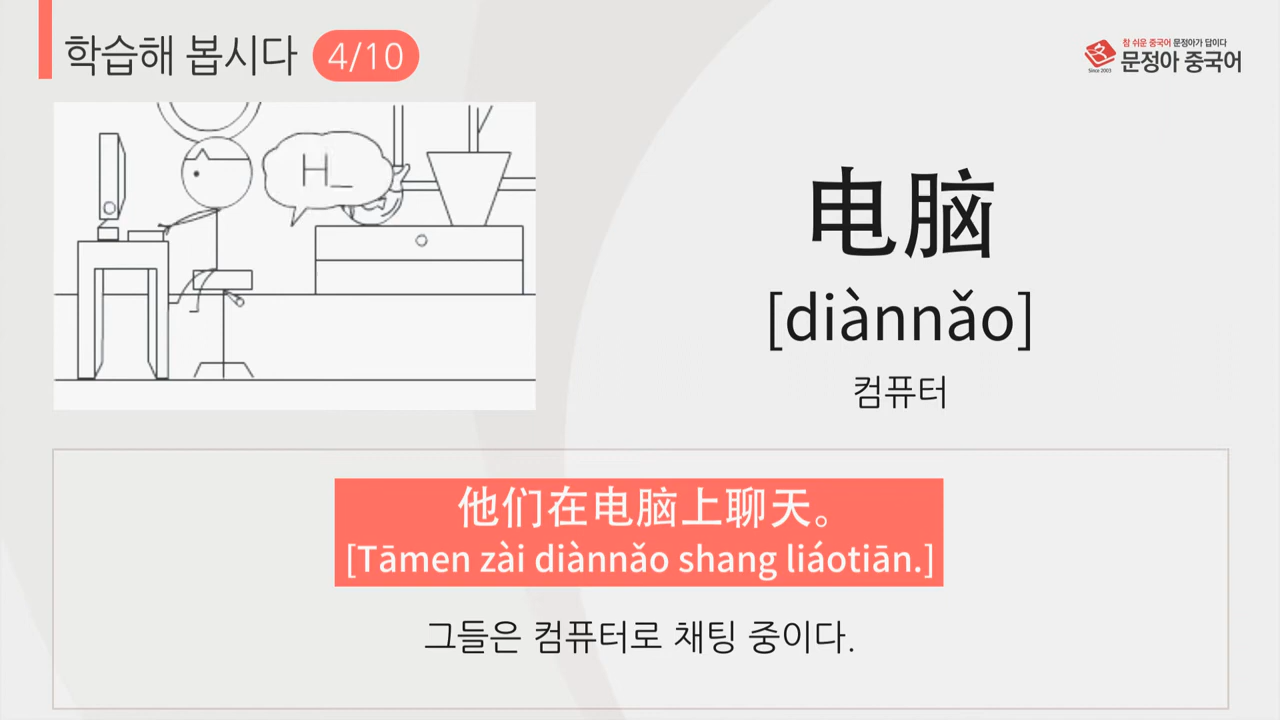 학습해 봅시다 4/10
참 쉬운 중국어 문정아가 답이다
문정아 중국어
Since 2003
H_
电脑
[diànnǎo]
컴퓨터
他们在电脑上聊天。
[Tāmen zài diànnǎo shang liáotiān.]
그들은 컴퓨터로 채팅 중이다.